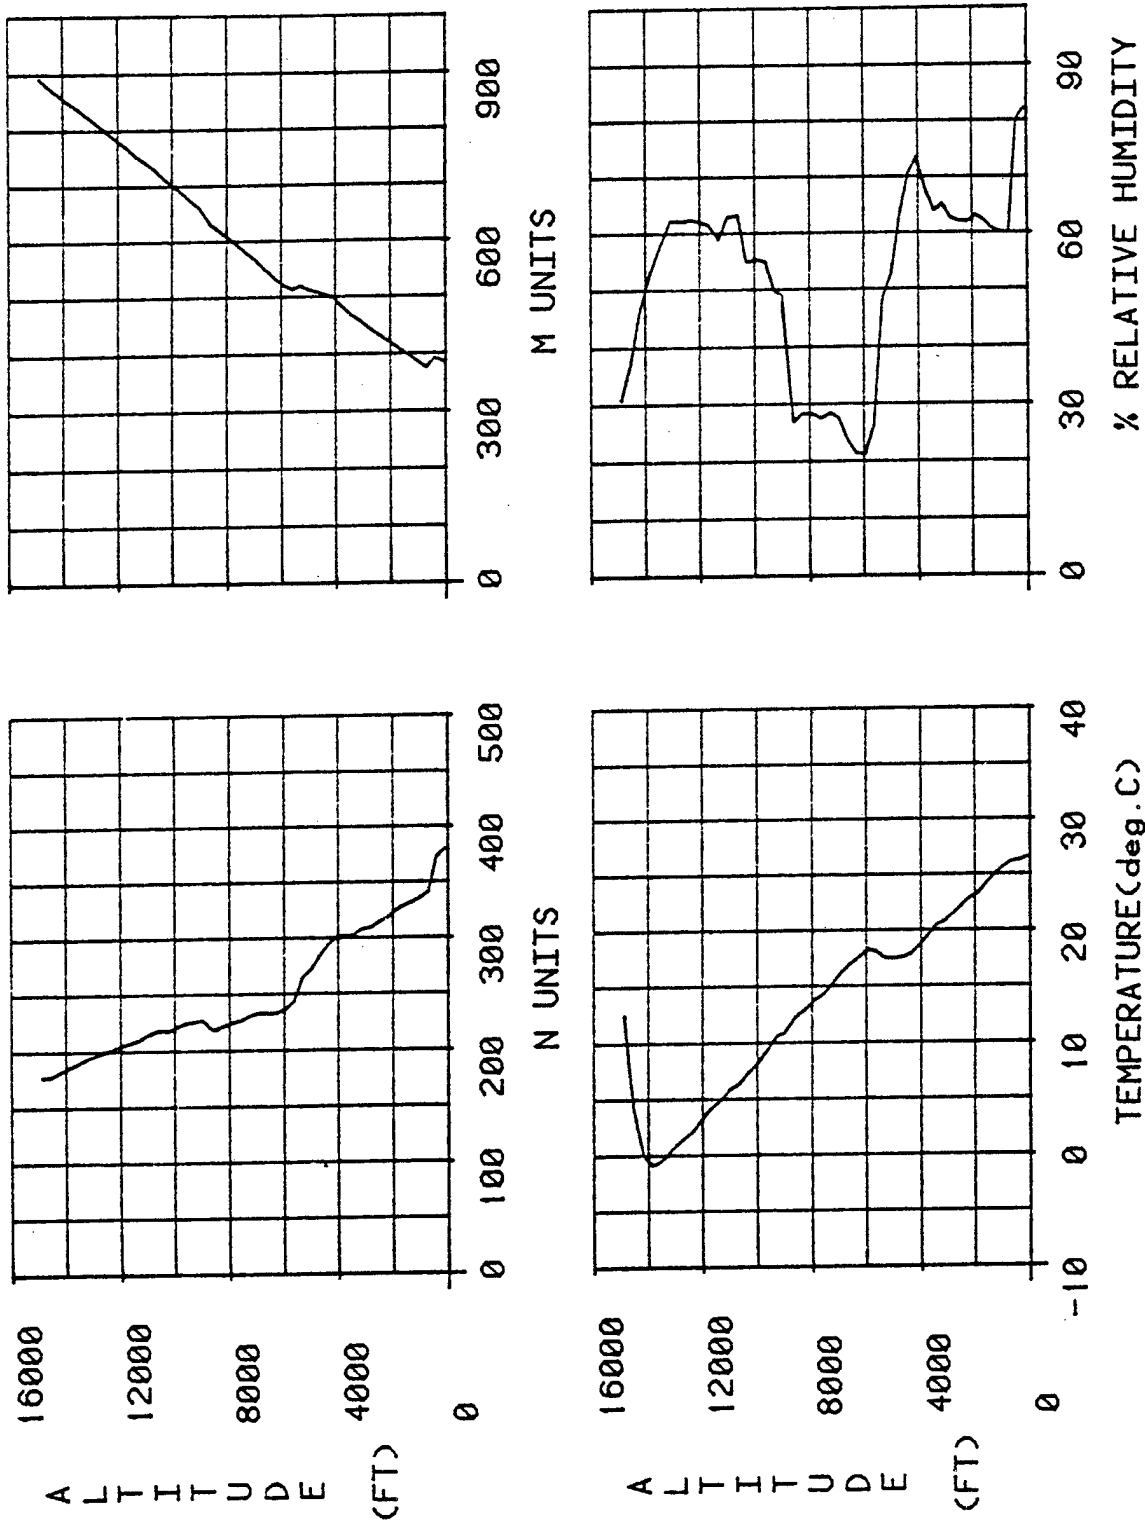 ALTITUDE
(FT)
16000
12000
8000
4000
0
0 100 200 300 400 500
N UNITS
0 300 600 900
M UNITS
ALTITUDE
(FT)
16000
12000
8000
4000
0
-10 0 10 20 30 40
TEMPERATURE(deg.C)
0 30 60 90
% RELATIVE HUMIDITY